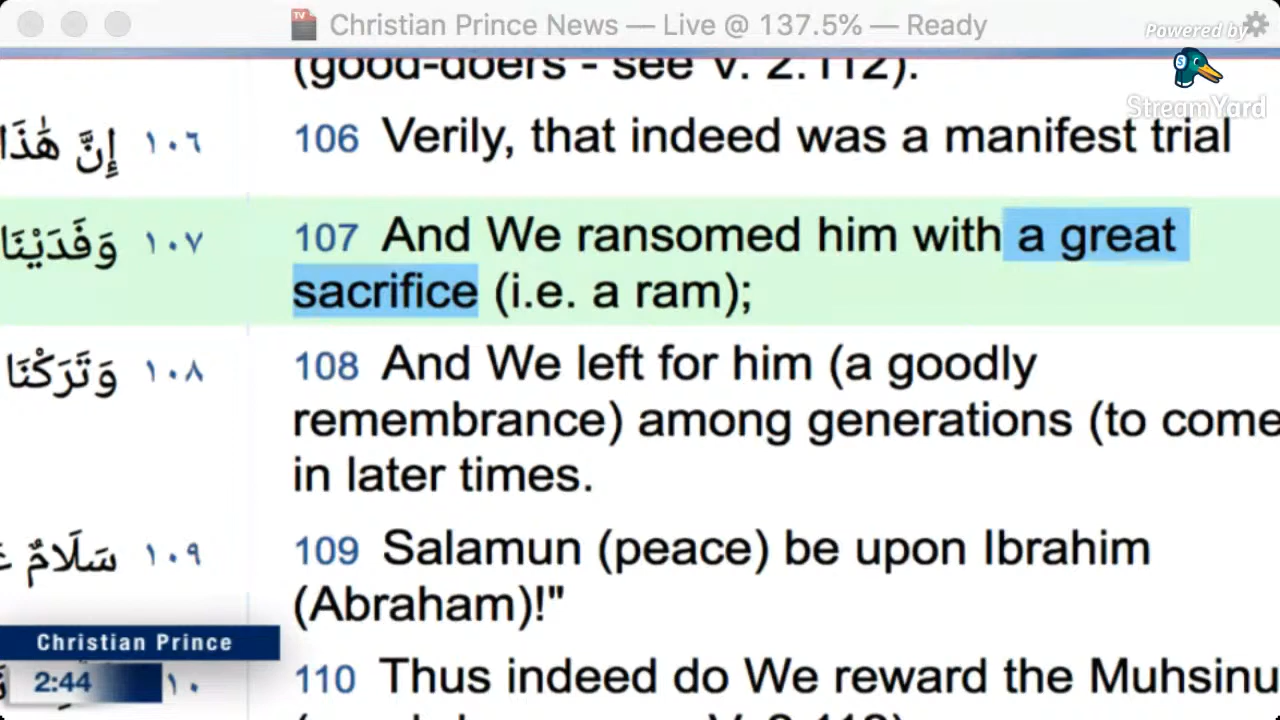 Christian Prince News — Live @ 137.5% — Ready
Powered by
StreamYard
(good-doers - see V. 2:112).
إِنَّ هَٰذَا ١٠٦ 106 Verily, that indeed was a manifest trial
وَفَدَيْنَا ١٠٧ 107 And We ransomed him with a great
sacrifice (i.e. a ram);
وَتَرَكْنَا ١٠٨ 108 And We left for him (a goodly
remembrance) among generations (to come
in later times.
سَلَامٌ ١٠٩ 109 Salamun (peace) be upon Ibrahim
(Abraham)!"
Christian Prince
2:44
110 Thus indeed do We reward the Muhsinu